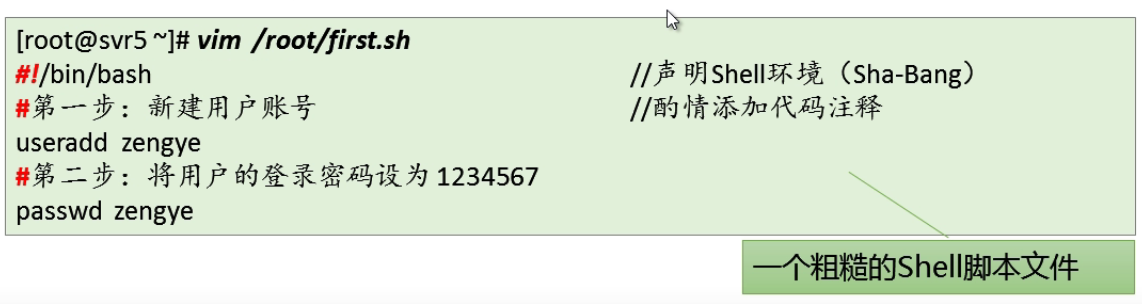 [root@svr5 ~]# vim /root/first.sh
#!/bin/bash //声明Shell环境（Sha-Bang）
#第一步：新建用户账号 //酌情添加代码注释
useradd zengye
#第二步：将用户的登录密码设为 1234567
passwd zengye
一个粗糙的Shell脚本文件